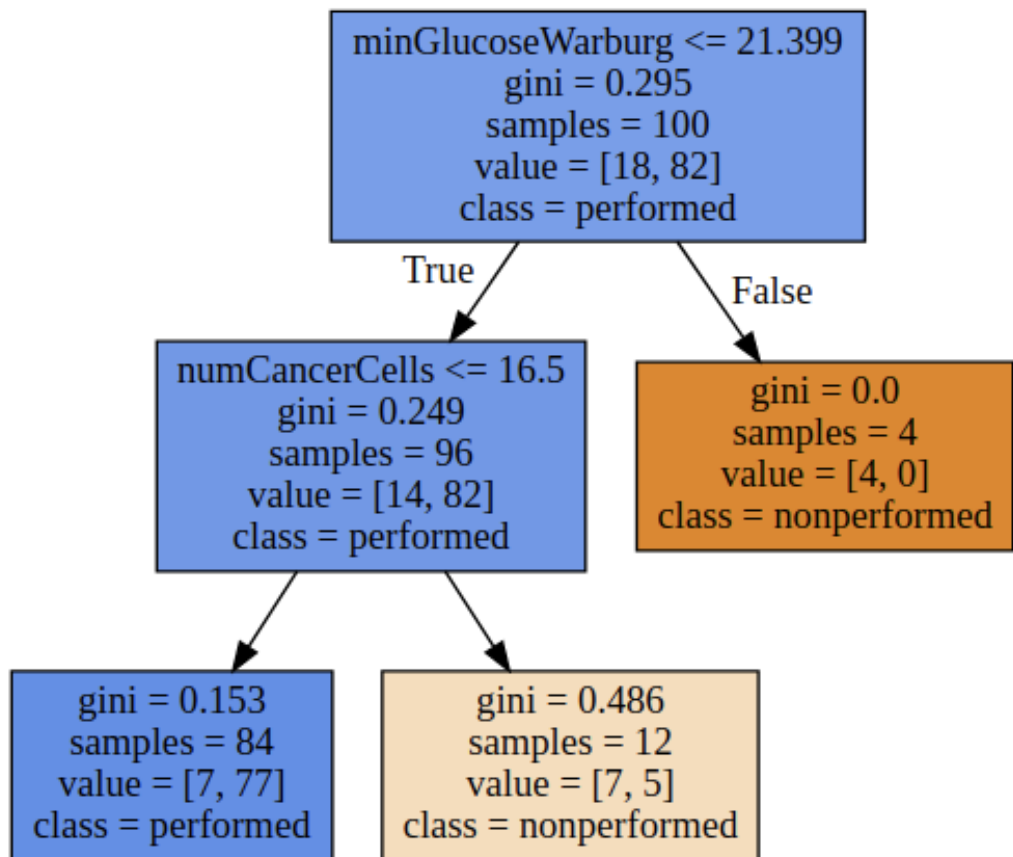 minGlucoseWarburg <= 21.399
gini = 0.295
samples = 100
value = [18, 82]
class = performed
True
False
numCancerCells <= 16.5
gini = 0.249
samples = 96
value = [14, 82]
class = performed
gini = 0.0
samples = 4
value = [4, 0]
class = nonperformed
gini = 0.153
samples = 84
value = [7, 77]
class = performed
gini = 0.486
samples = 12
value = [7, 5]
class = nonperformed